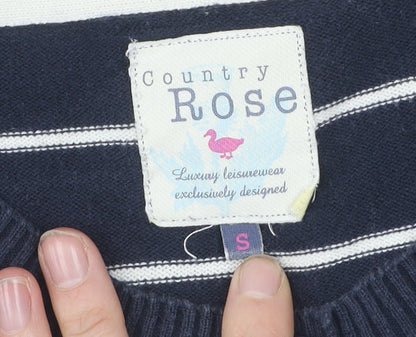 Country
Rose
Luxury leisurewear
exclusively designed
S